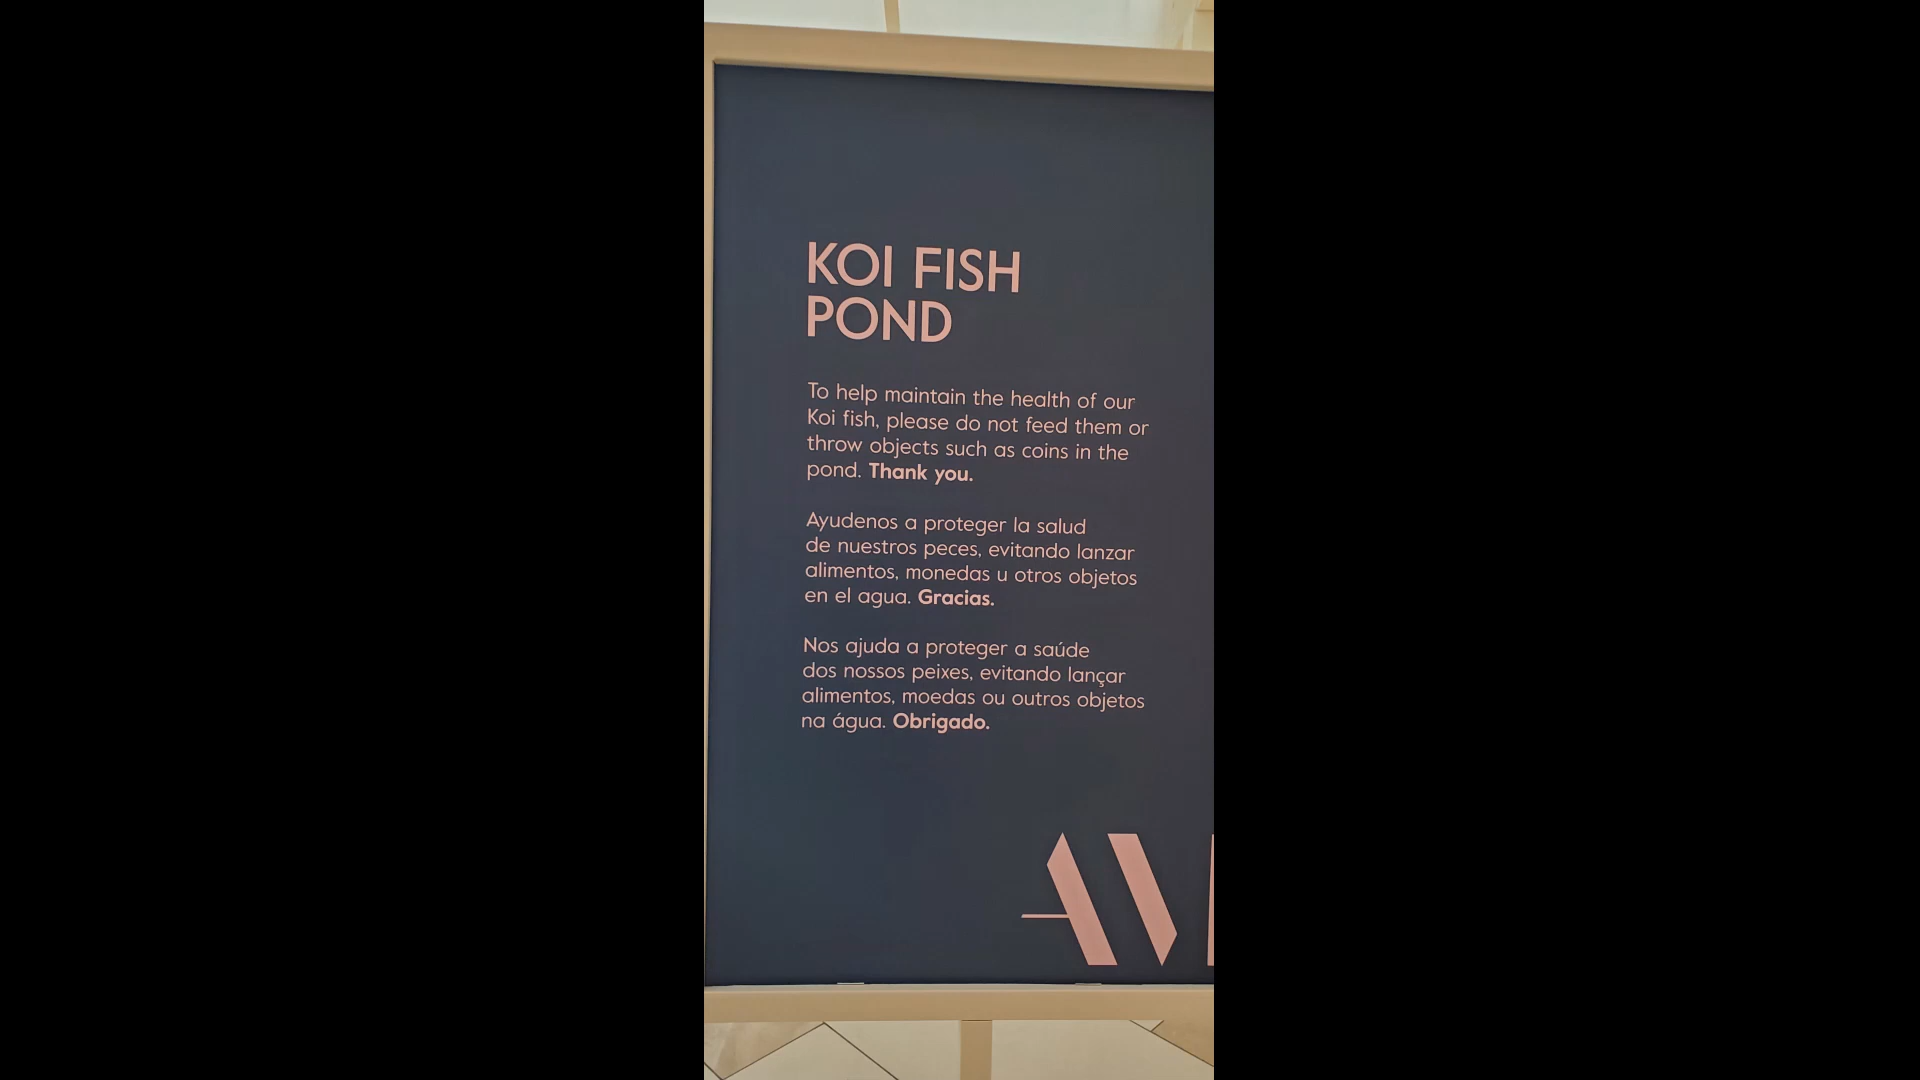 KOI FISH
POND
To help maintain the health of our
Koi fish, please do not feed them or
throw objects such as coins in the
pond. Thank you.
Ayudenos a proteger la salud
de nuestros peces, evitando lanzar
alimentos, monedas u otros objetos
en el agua. Gracias.
Nos ajuda a proteger a saúde
dos nossos peixes, evitando lançar
alimentos, moedas ou outros objetos
na água. Obrigado.
AV